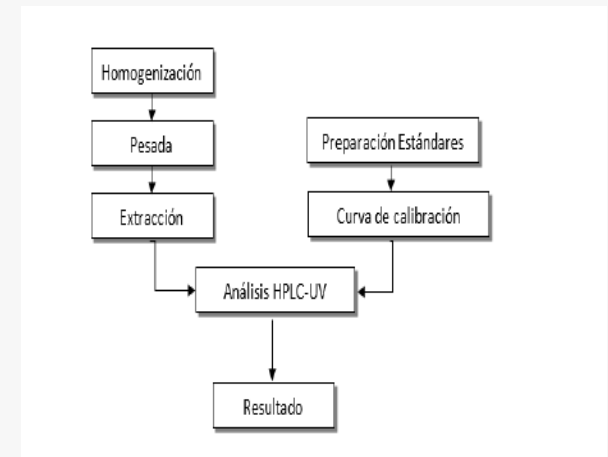 Homogenización
Pesada
Extracción
Preparación Estándares
Curva de calibración
Análisis HPLC-UV
Resultado